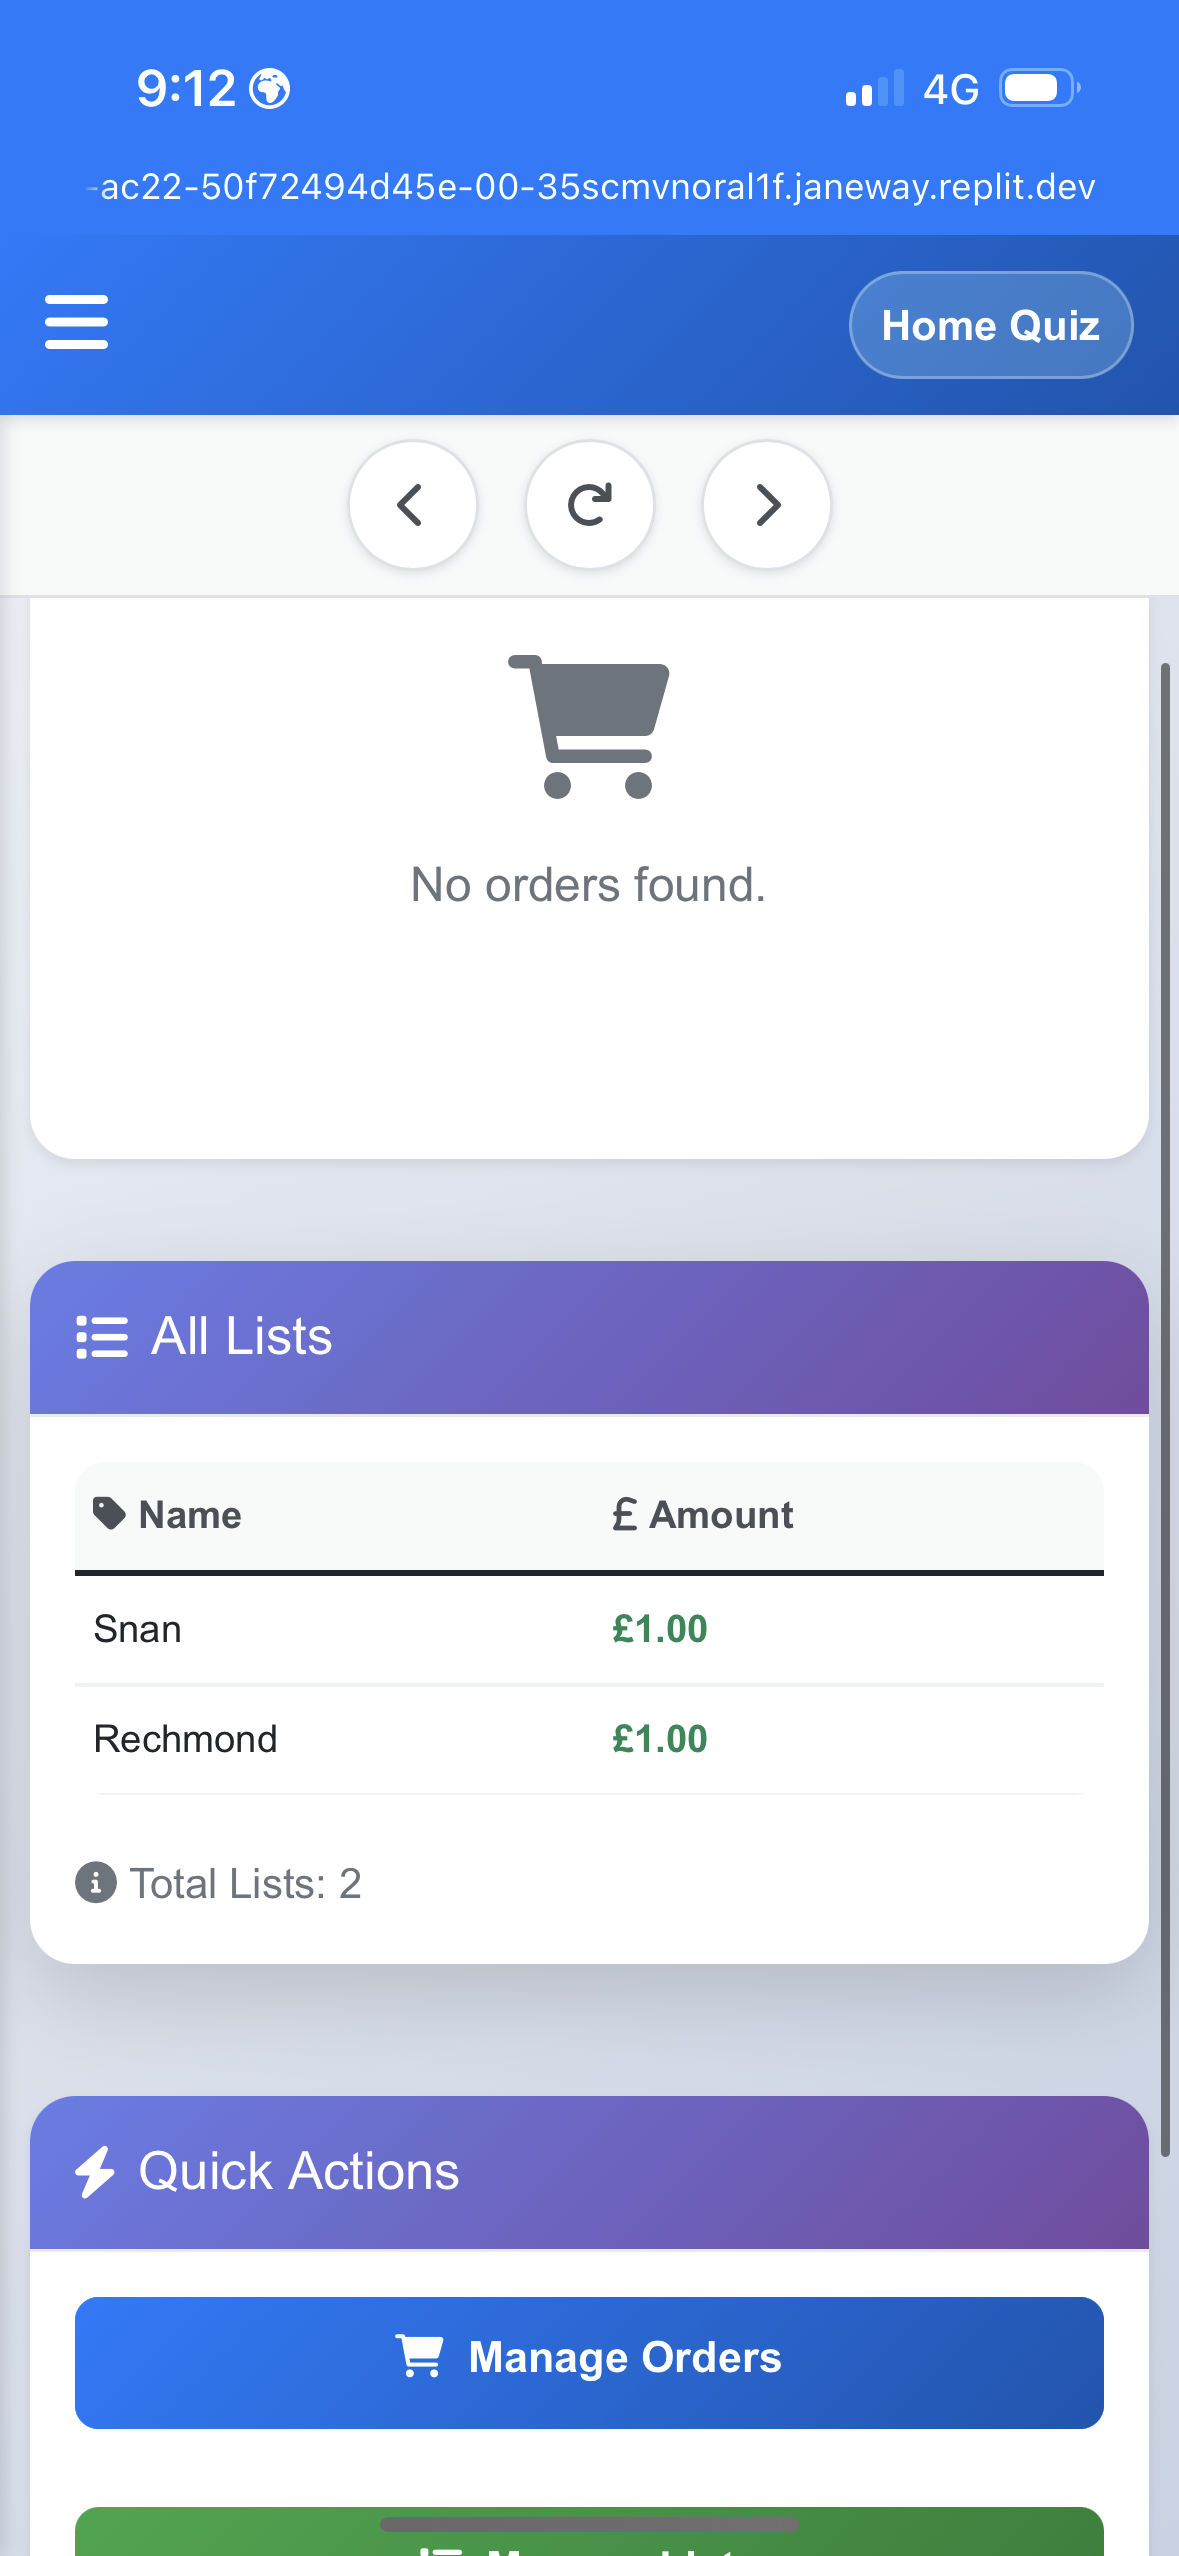 9:12
4G
-ac22-50f72494d45e-00-35scmvnoral1f.janeway.replit.dev
Home Quiz
No orders found.
All Lists
Name £ Amount
Snan £1.00
Rechmond £1.00
Total Lists: 2
Quick Actions
Manage Orders